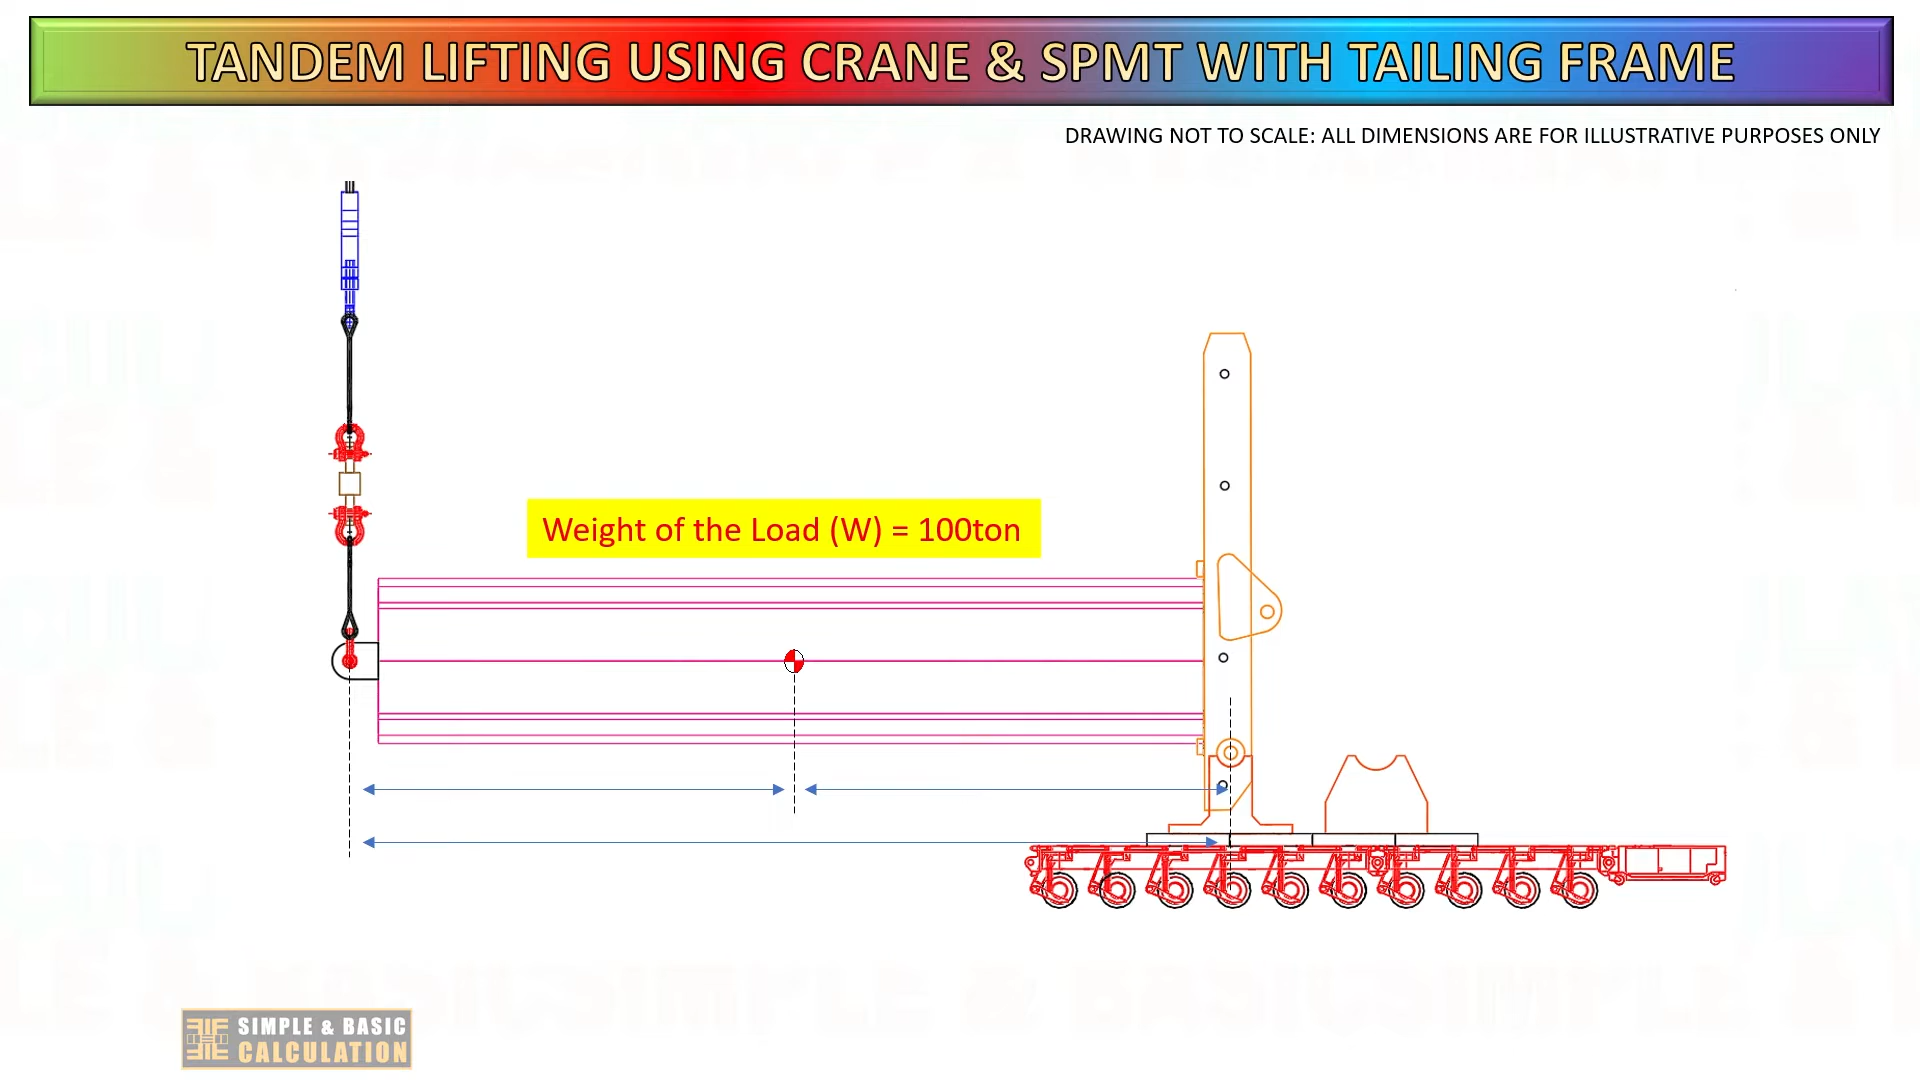 TANDEM LIFTING USING CRANE & SPMT WITH TAILING FRAME
DRAWING NOT TO SCALE: ALL DIMENSIONS ARE FOR ILLUSTRATIVE PURPOSES ONLY
Weight of the Load (W) = 100ton
SIMPLE & BASIC
CALCULATION